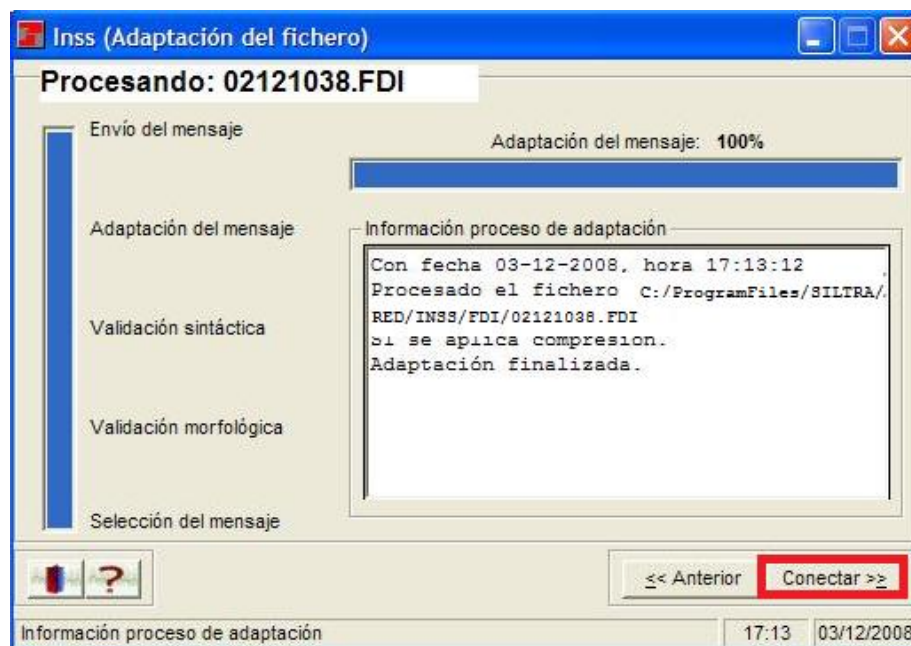 Inss (Adaptación del fichero)
Procesando: 02121038.FDI
Envío del mensaje
Adaptación del mensaje: 100%
Adaptación del mensaje
Información proceso de adaptación
Con fecha 03-12-2008, hora 17:13:12
Procesado el fichero C:/ProgramFiles/SILTRA/
RED/INSS/FDI/02121038.FDI
Si se aplica compresion.
Adaptación finalizada.
Validación sintáctica
Validación morfológica
Selección del mensaje
?
<< Anterior
Conectar >>
Información proceso de adaptación
17:13
03/12/2008